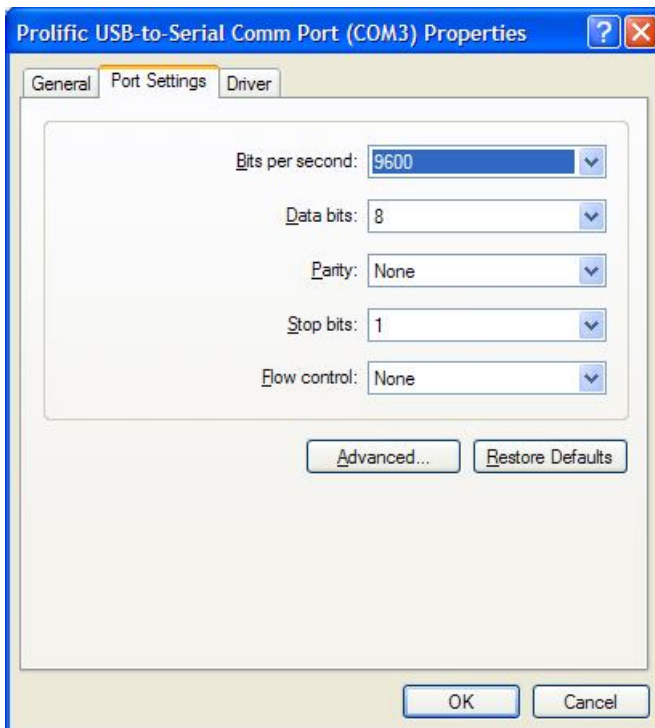 Prolific USB-to-Serial Comm Port (COM3) Properties
General Port Settings Driver
Bits per second: 9600
Data bits: 8
Parity: None
Stop bits: 1
Flow control: None
Advanced... Restore Defaults
OK Cancel